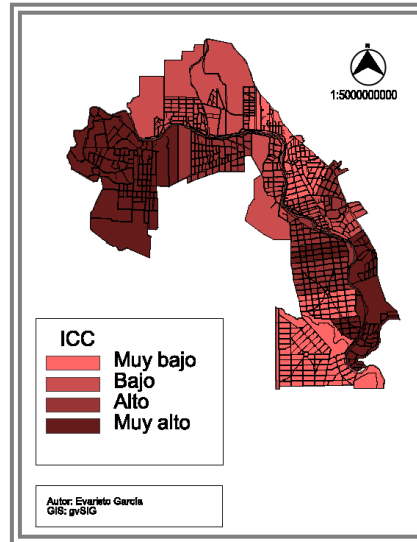 1:5000000000
ICC
Muy bajo
Bajo
Alto
Muy alto
Autor: Evaristo García
GIS: gvSIG